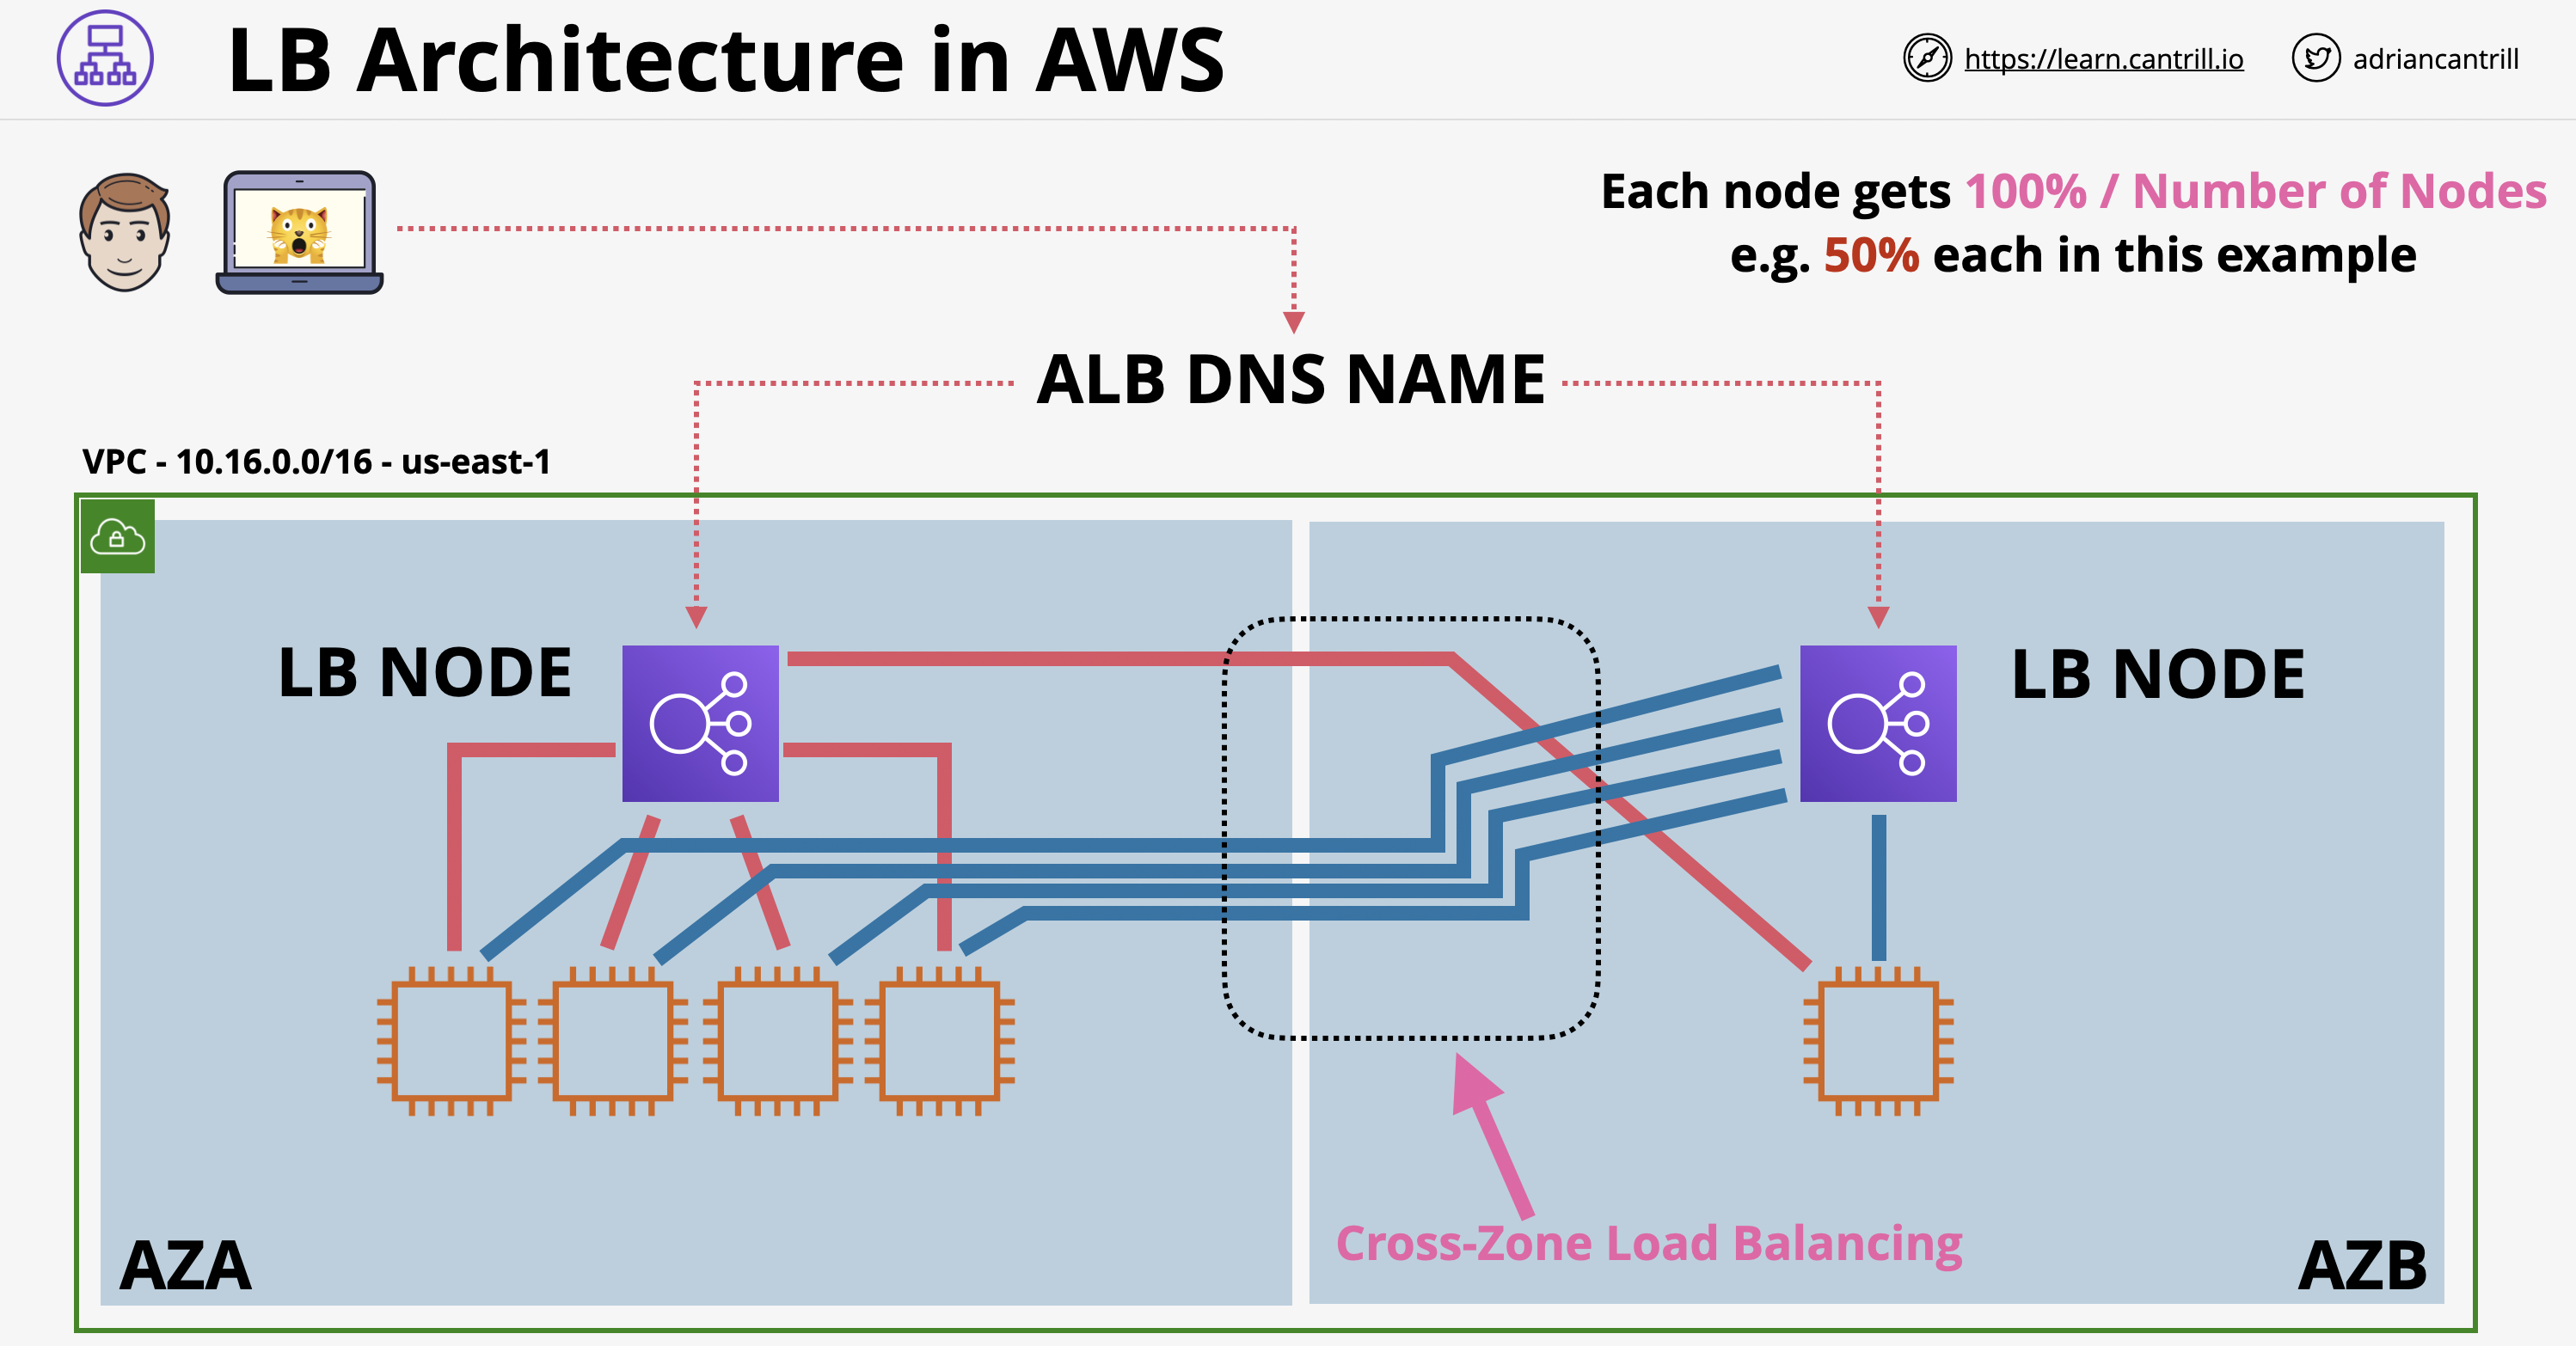 LB Architecture in AWS
https://learn.cantrill.io
adriancantrill
Each node gets 100% / Number of Nodes
e.g. 50% each in this example
ALB DNS NAME
VPC - 10.16.0.0/16 - us-east-1
LB NODE
LB NODE
Cross-Zone Load Balancing
AZA
AZB